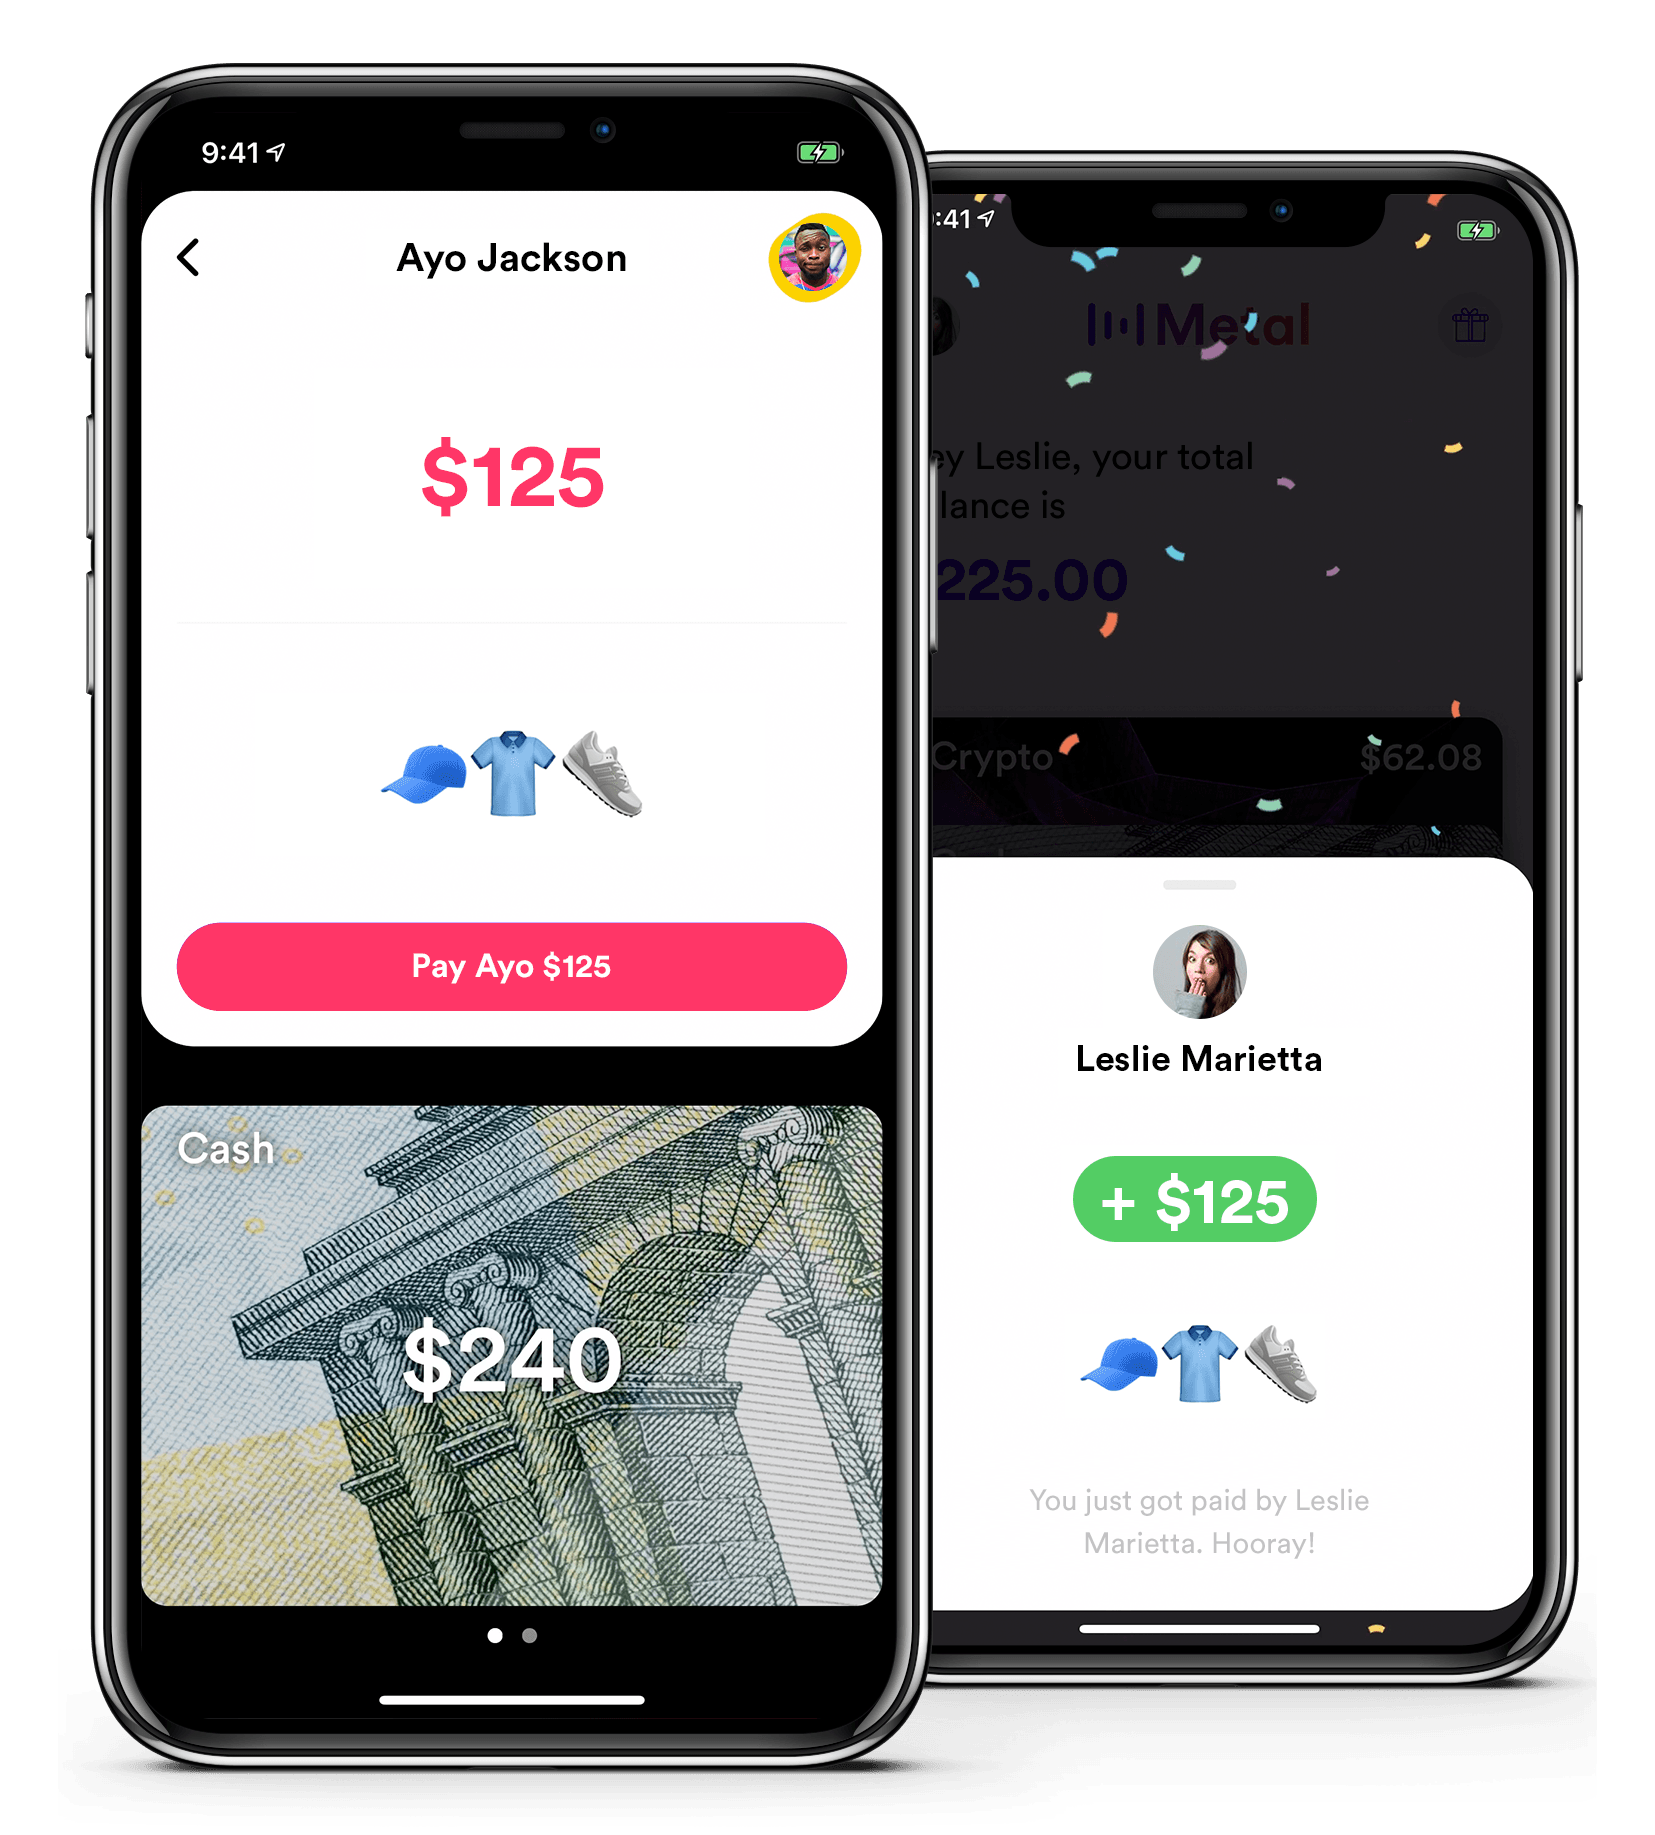 9:41
Ayo Jackson
$125
Pay Ayo $125
Cash
$240
:41
Metal
ey Leslie, your total
lance is
225.00
Crypto
$62.08
Leslie Marietta
+ $125
You just got paid by Leslie
Marietta. Hooray!